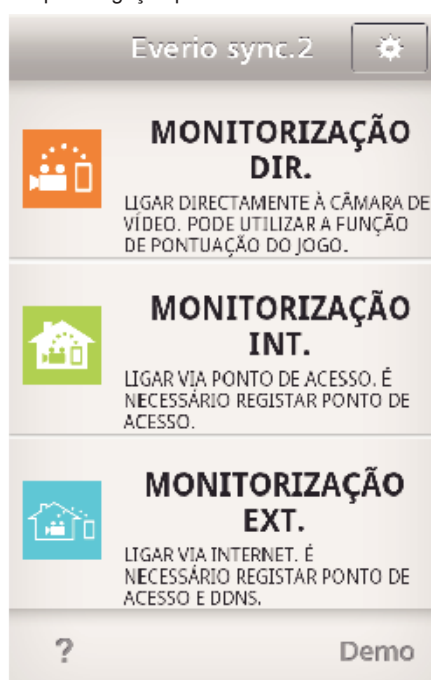 Everio sync.2
MONITORIZAÇÃO
DIR.
LIGAR DIRECTAMENTE À CÂMARA DE
VÍDEO. PODE UTILIZAR A FUNÇÃO
DE PONTUAÇÃO DO JOGO.
MONITORIZAÇÃO
INT.
LIGAR VIA PONTO DE ACESSO. É
NECESSÁRIO REGISTAR PONTO DE
ACESSO.
MONITORIZAÇÃO
EXT.
LIGAR VIA INTERNET. É
NECESSÁRIO REGISTAR PONTO DE
ACESSO E DDNS.
? Demo